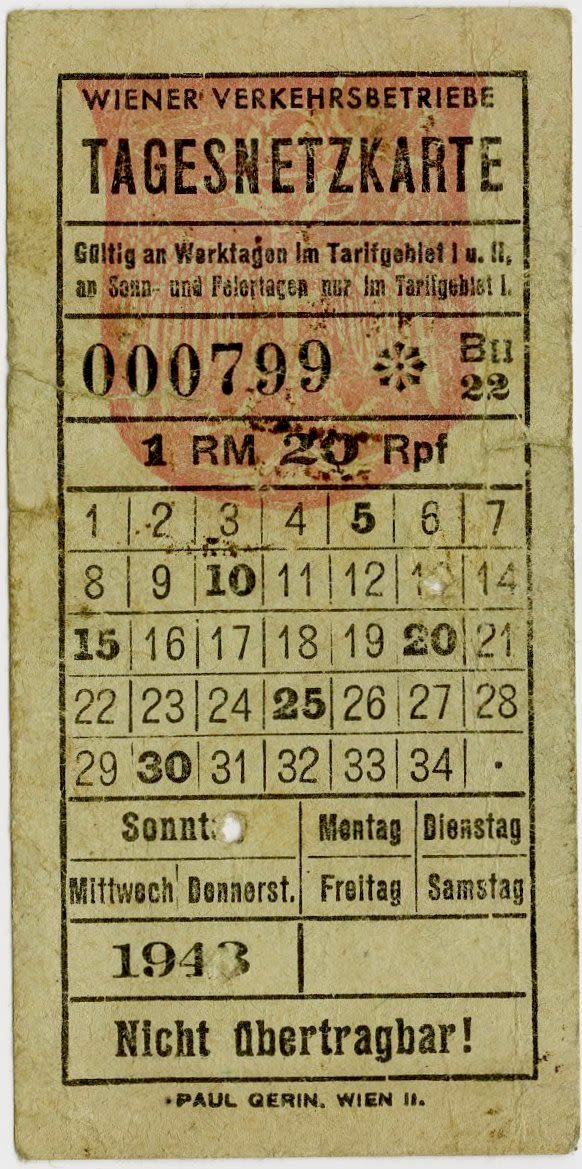 WIENER VERKEHRSBETRIEBE
TAGESNETZKARTE
Gültig an Werktagen im Tarifgebiet I u. II,
an Sonn- und Feiertagen nur im Tarifgebiet I.
000799 Bu
22
1 RM 20 Rpf
1 2 3 4 5 6 7
8 9 10 11 12 14
15 16 17 18 19 20 21
22 23 24 25 26 27 28
29 30 31 32 33 34 .
Sonnt Montag Dienstag
Mittwoch Donnerst. Freitag Samstag
1943
Nicht übertragbar!
PAUL GERIN, WIEN II.